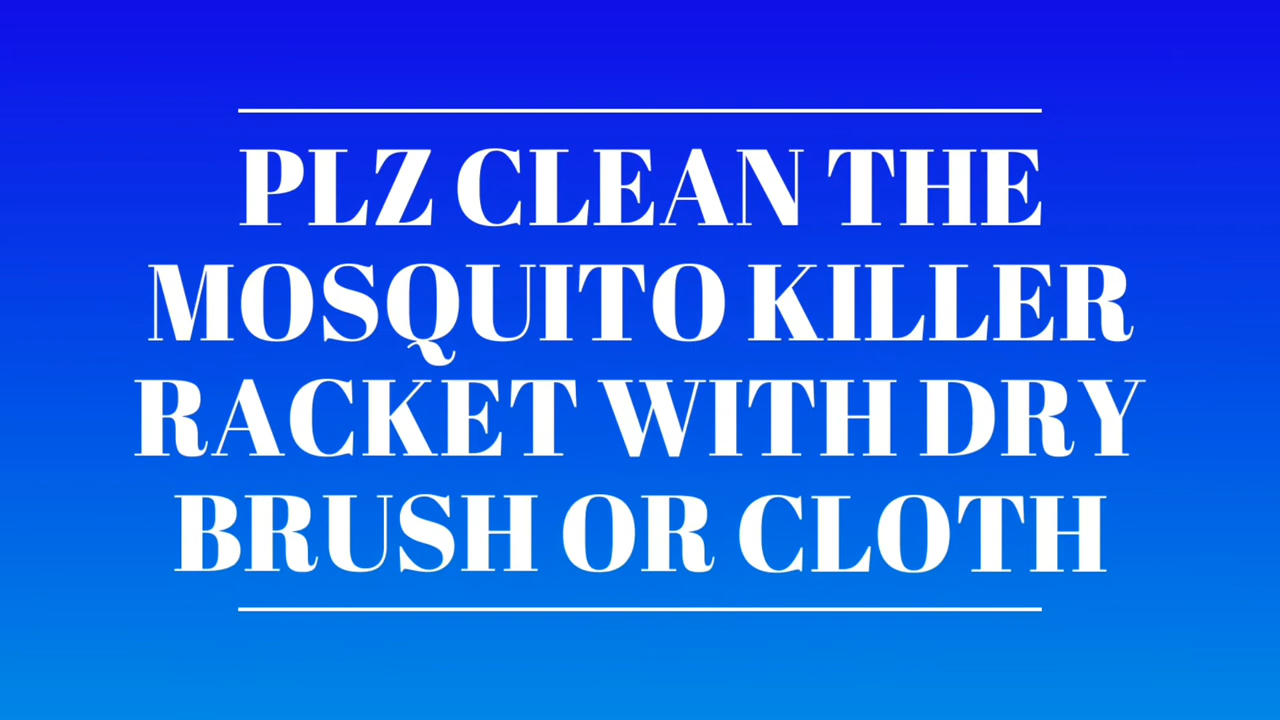 PLZ CLEAN THE
MOSQUITO KILLER
RACKET WITH DRY
BRUSH OR CLOTH